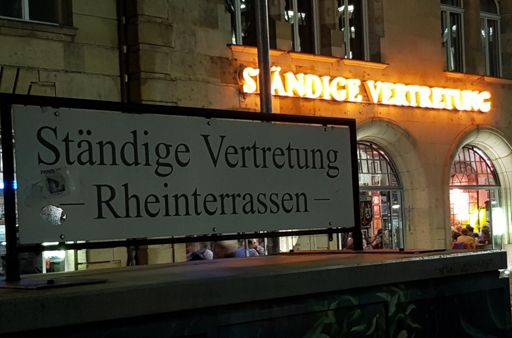 STÄNDIGE VERTRETUNG
Ständige Vertretung
– Rheinterrassen –